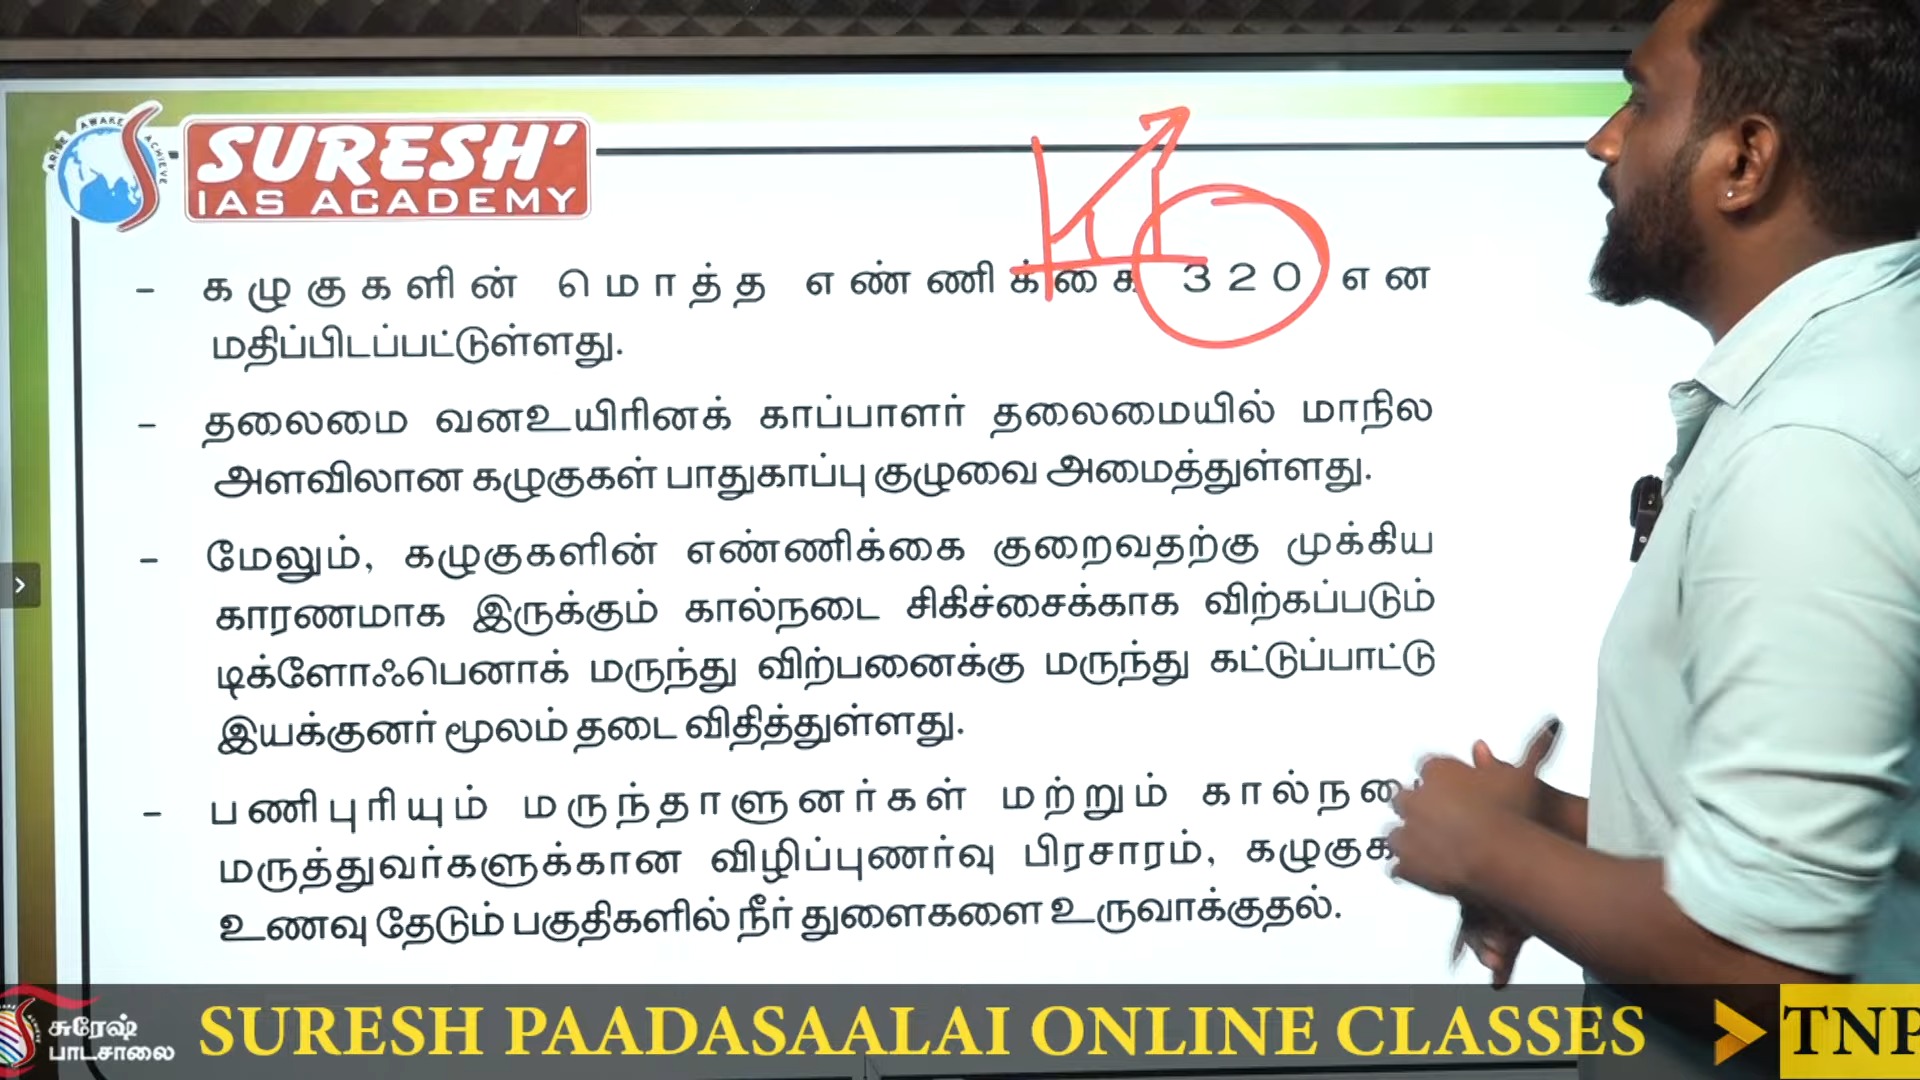 ARISE AWAKE ACHIEVE
SURESH'
IAS ACADEMY
- கழுகுகளின் மொத்த எண்ணிக்கை 320 என
மதிப்பிடப்பட்டுள்ளது.
- தலைமை வனஉயிரினக் காப்பாளர் தலைமையில் மாநில
அளவிலான கழுகுகள் பாதுகாப்பு குழுவை அமைத்துள்ளது.
- மேலும், கழுகுகளின் எண்ணிக்கை குறைவதற்கு முக்கிய
காரணமாக இருக்கும் கால்நடை சிகிச்சைக்காக விற்கப்படும்
டிக்ளோஃபெனாக் மருந்து விற்பனைக்கு மருந்து கட்டுப்பாட்டு
இயக்குனர் மூலம் தடை விதித்துள்ளது.
- பணிபுரியும் மருந்தாளுனர்கள் மற்றும்
மருத்துவர்களுக்கான விழிப்புணர்வு பிரசாரம்,
உணவு தேடும் பகுதிகளில் நீர் துளைகளை உருவாக்குதல்.
சுரேஷ்
பாடசாலை
SURESH PAADASAALAI ONLINE CLASSES
TNP